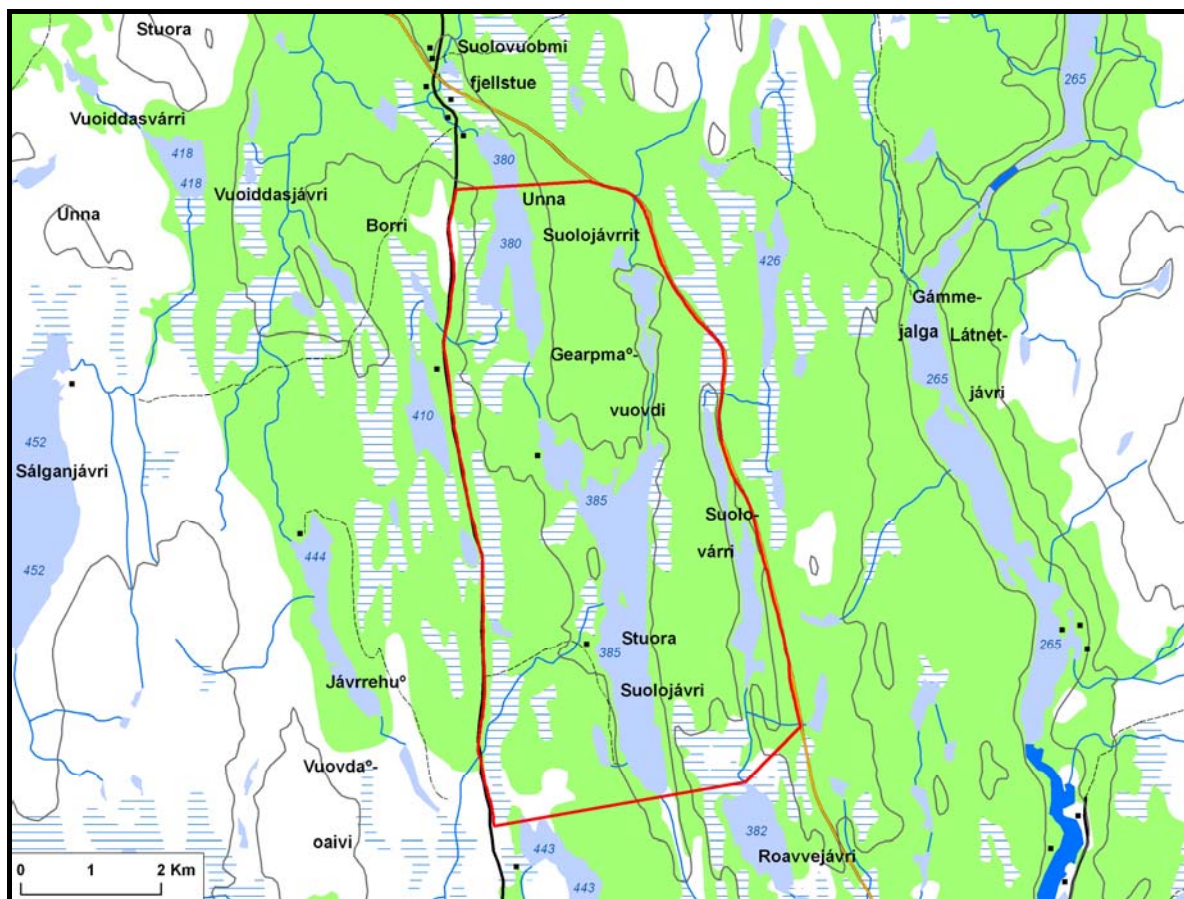 Stuora
Suolovuobmi
fjellstue
265
Vuoiddasvárri
418
380
418
Vuoiddasjávri
Unna
Unna
Borri
Suolojávrrit
380
426
Gámme-
jalga
Látnet-
Gearpmaº-
265
jávri
vuovdi
410
452
Sálganjávri
385
Suolo-
várri
444
452
Stuora
385
265
Suolojávri
Jávrrehuº
Vuovdaº-
oaivi
382
443
Roavvejávri
443
0 1 2 Km